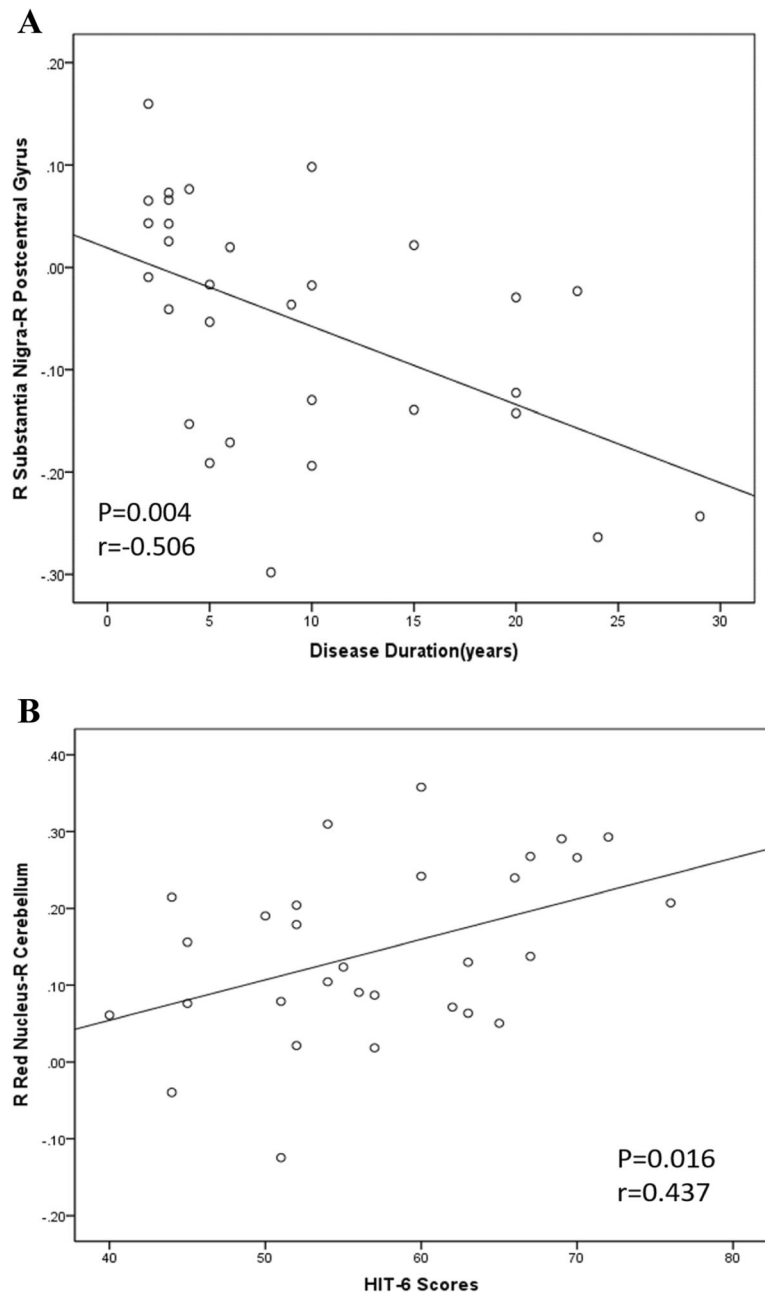 A
R Substantia Nigra-R Postcentral Gyrus
.20
.10
.00
-.10
-.20
-.30
P=0.004
r=-0.506
0 5 10 15 20 25 30
Disease Duration(years)
B
R Red Nucleus-R Cerebellum
.40
.30
.20
.10
.00
-.10
-.20
P=0.016
r=0.437
40 50 60 70 80
HIT-6 Scores